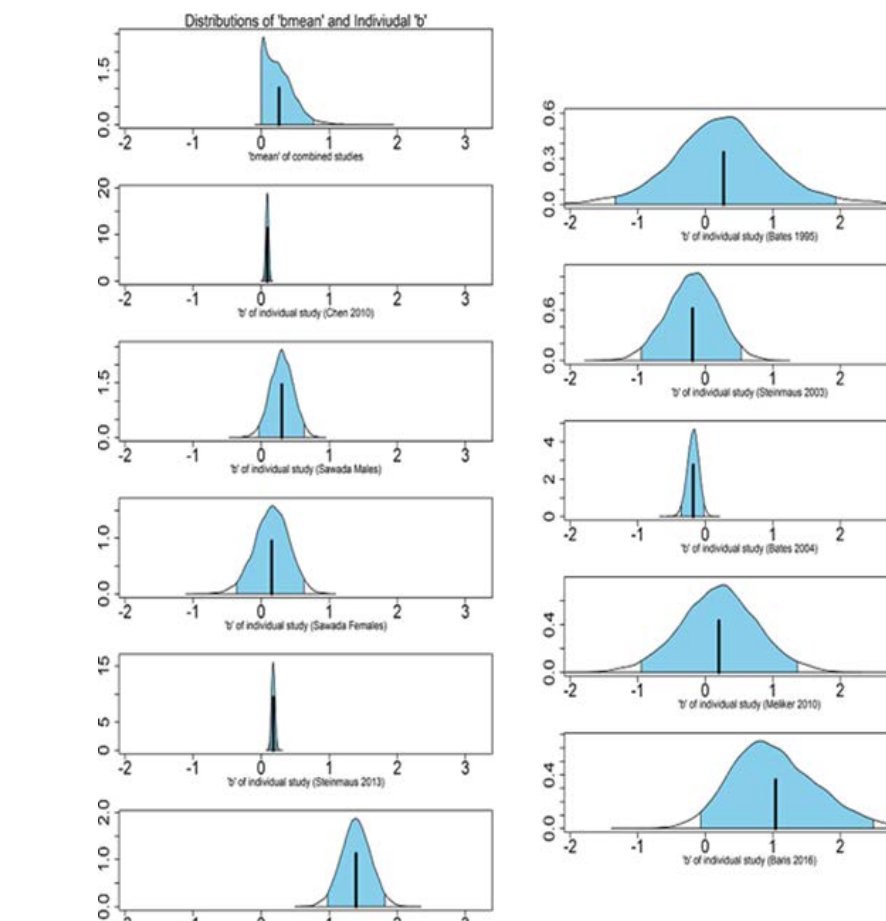 Distributions of 'bmean' and Indiviudal 'b'
0.0 1.5
-2 -1 0 1 2 3
'bmean' of combined studies
0 10 20
-2 -1 0 1 2 3
'b' of individual study (Chen 2010)
0.0 1.5
-2 -1 0 1 2 3
'b' of individual study (Sawada Males)
0.0 1.0
-2 -1 0 1 2 3
'b' of individual study (Sawada Females)
0 5 15
-2 -1 0 1 2 3
'b' of individual study (Steinmaus 2013)
0.0 1.0 2.0
0.0 0.3 0.6
-2 -1 0 1 2
'b' of individual study (Bates 1995)
0.0 0.6
-2 -1 0 1 2
'b' of individual study (Steinmaus 2003)
0 2 4
-2 -1 0 1 2
'b' of individual study (Bates 2004)
0.0 0.4
-2 -1 0 1 2
'b' of individual study (Meliker 2010)
0.0 0.4
-2 -1 0 1 2
'b' of individual study (Baris 2016)